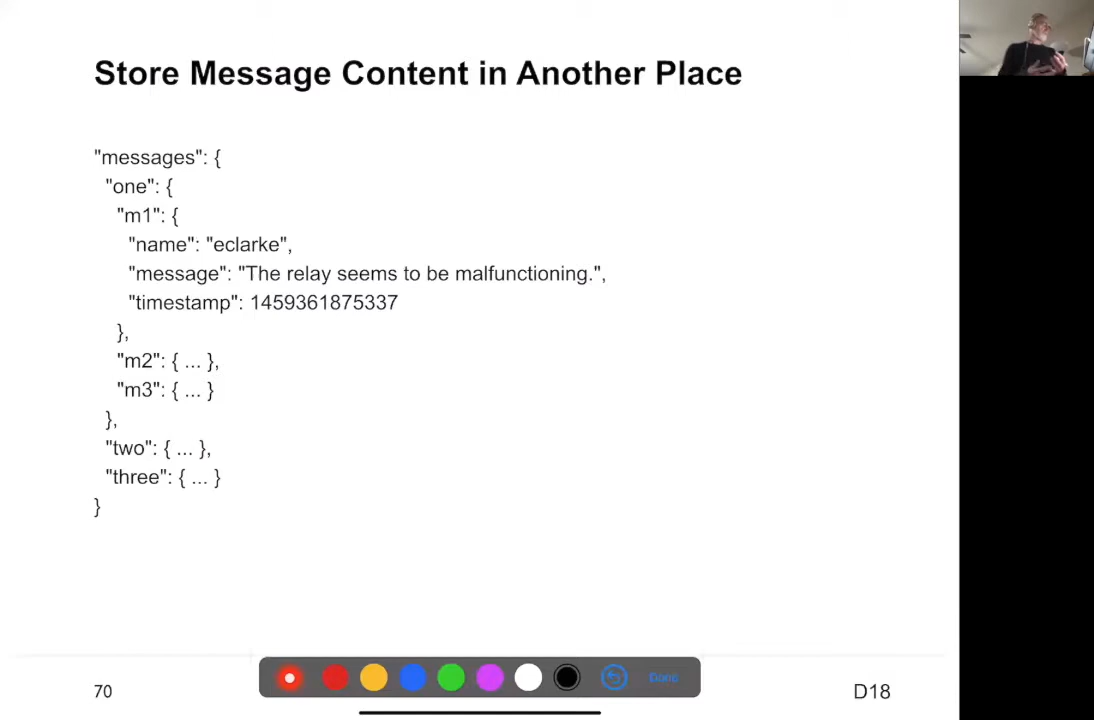 Store Message Content in Another Place
"messages": {
"one": {
"m1": {
"name": "eclarke",
"message": "The relay seems to be malfunctioning.",
"timestamp": 1459361875337
},
"m2": { ... },
"m3": { ... }
},
"two": { ... },
"three": { ... }
}
Done
70
D18